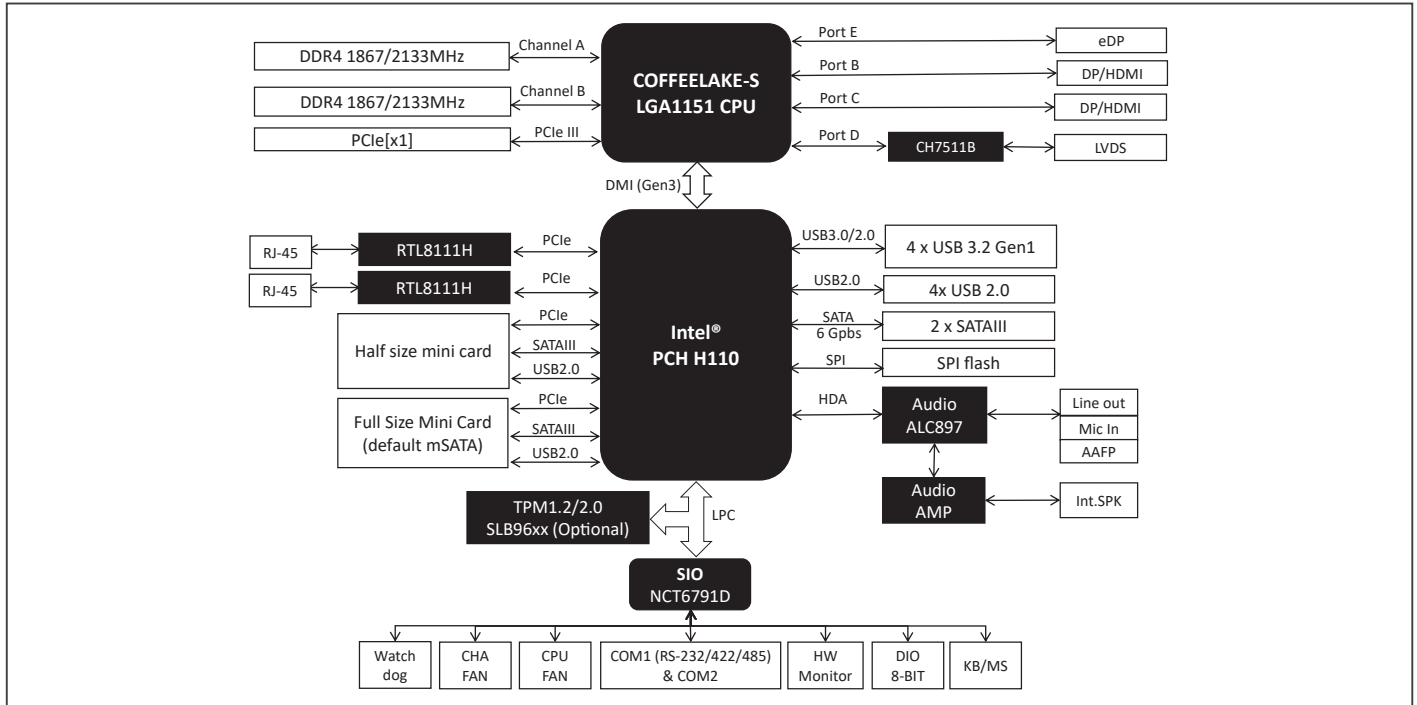 DDR4 1867/2133MHz
Channel A
DDR4 1867/2133MHz
Channel B
PCIe[x1]
PCIe III
COFFEELAKE-S
LGA1151 CPU
Port E
eDP
Port B
DP/HDMI
Port C
DP/HDMI
Port D
CH7511B
LVDS
DMI (Gen3)
RJ-45
RTL8111H
PCIe
RJ-45
RTL8111H
PCIe
Half size mini card
PCIe
SATAIII
USB2.0
Full Size Mini Card
(default mSATA)
PCIe
SATAIII
USB2.0
Intel®
PCH H110
USB3.0/2.0
4 x USB 3.2 Gen1
USB2.0
4x USB 2.0
SATA
6 Gpbs
2 x SATAIII
SPI
SPI flash
HDA
Audio
ALC897
Line out
Mic In
AAFP
Audio
AMP
Int.SPK
TPM1.2/2.0
SLB96xx (Optional)
LPC
SIO
NCT6791D
Watch
dog
CHA
FAN
CPU
FAN
COM1 (RS-232/422/485)
& COM2
HW
Monitor
DIO
8-BIT
KB/MS